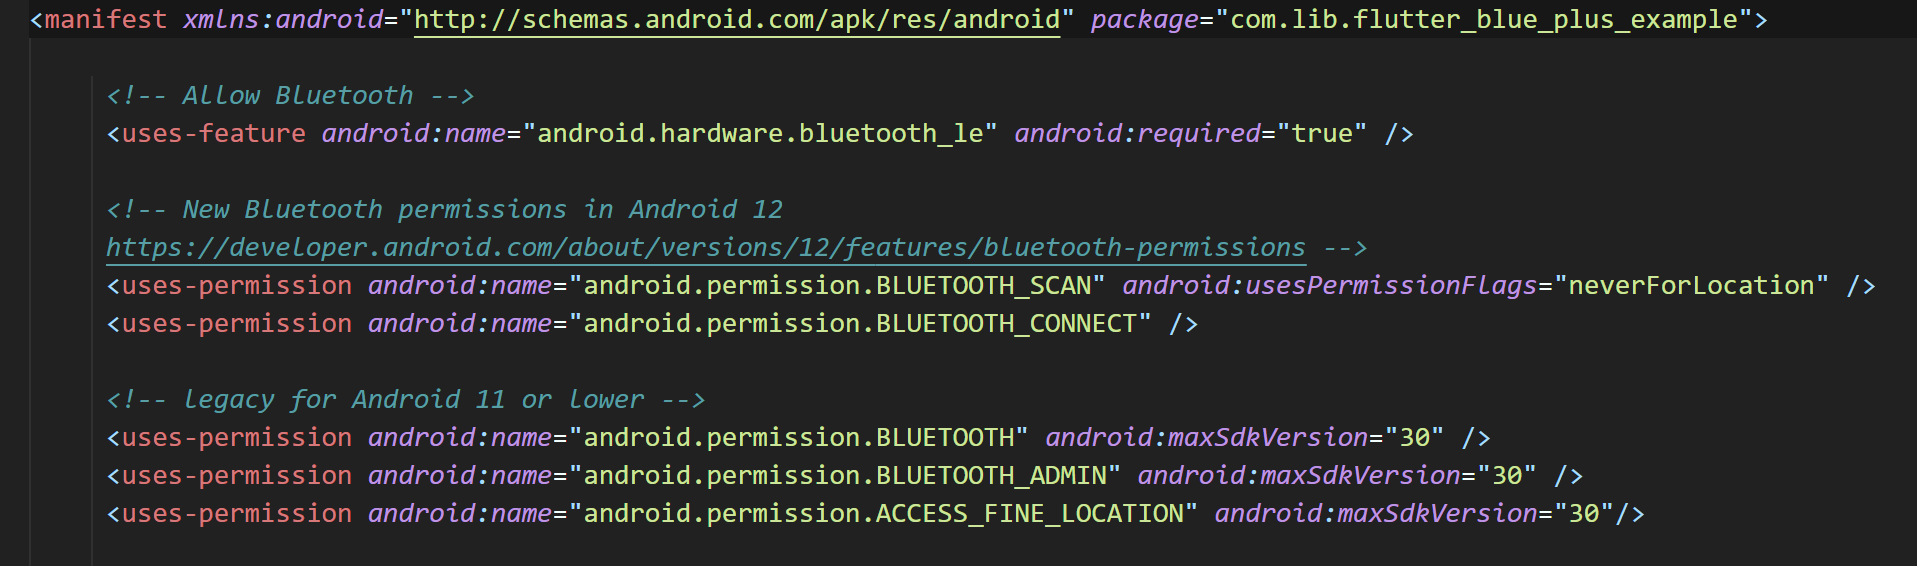 <manifest xmlns:android="http://schemas.android.com/apk/res/android" package="com.lib.flutter_blue_plus_example">
<!-- Allow Bluetooth -->
<uses-feature android:name="android.hardware.bluetooth_le" android:required="true" />
<!-- New Bluetooth permissions in Android 12
https://developer.android.com/about/versions/12/features/bluetooth-permissions -->
<uses-permission android:name="android.permission.BLUETOOTH_SCAN" android:usesPermissionFlags="neverForLocation" />
<uses-permission android:name="android.permission.BLUETOOTH_CONNECT" />
<!-- legacy for Android 11 or lower -->
<uses-permission android:name="android.permission.BLUETOOTH" android:maxSdkVersion="30" />
<uses-permission android:name="android.permission.BLUETOOTH_ADMIN" android:maxSdkVersion="30" />
<uses-permission android:name="android.permission.ACCESS_FINE_LOCATION" android:maxSdkVersion="30"/>